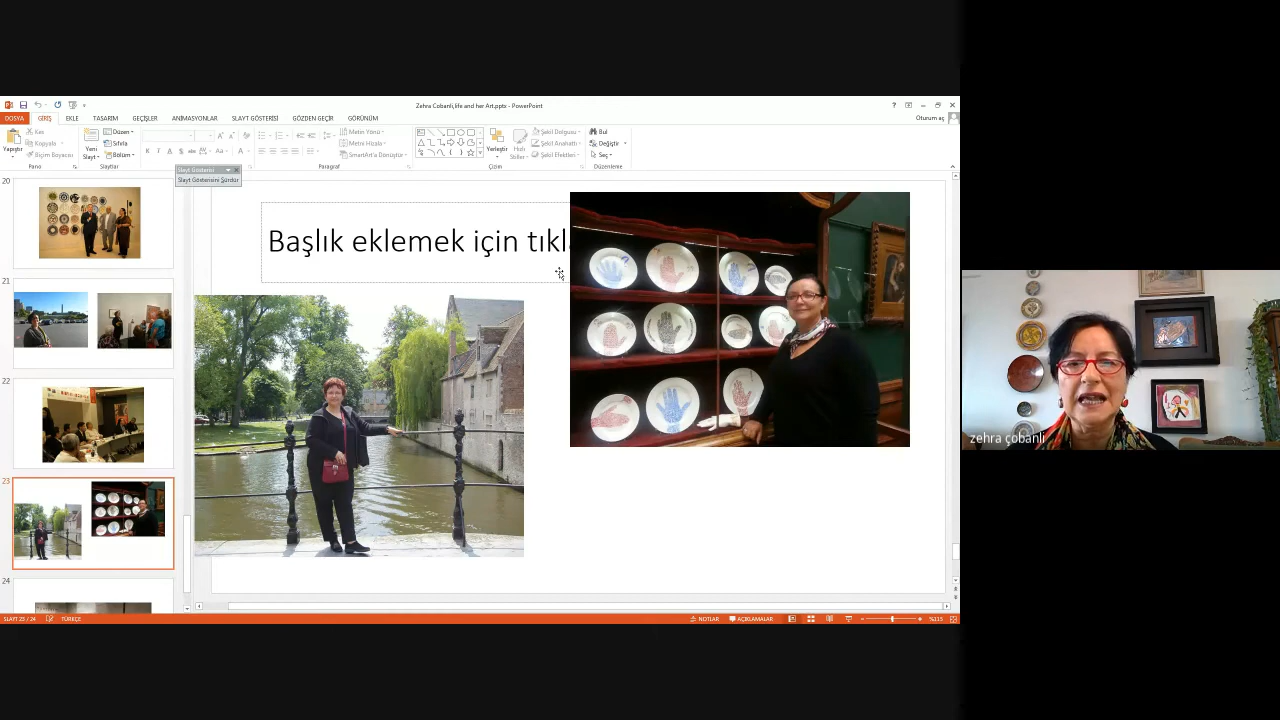 Zehra Cobanli,life and her Art.pptx - PowerPoint
DOSYA GİRİŞ EKLE TASARIM GEÇİŞLER ANİMASYONLAR SLAYT GÖSTERİSİ GÖZDEN GEÇİR GÖRÜNÜM Oturum aç
Yapıştır
Kes
Kopyala
Biçim Boyacısı
Pano
Yeni
Slayt
Düzen
Sıfırla
Bölüm
Slaytlar
Metin Yönü
Metni Hizala
SmartArt'a Dönüştür
Paragraf
Yerleştir
Hızlı
Stiller
Şekil Dolgusu
Şekil Anahattı
Şekil Efektleri
Çizim
Bul
Değiştir
Seç
Düzenleme
Slayt Gösterisi
Slayt Gösterisini Sürdür
20
21
22
23
24
Başlık eklemek için tıkl
zehra çobanli
SLAYT 23 / 24 TÜRKÇE NOTLAR AÇIKLAMALAR %115